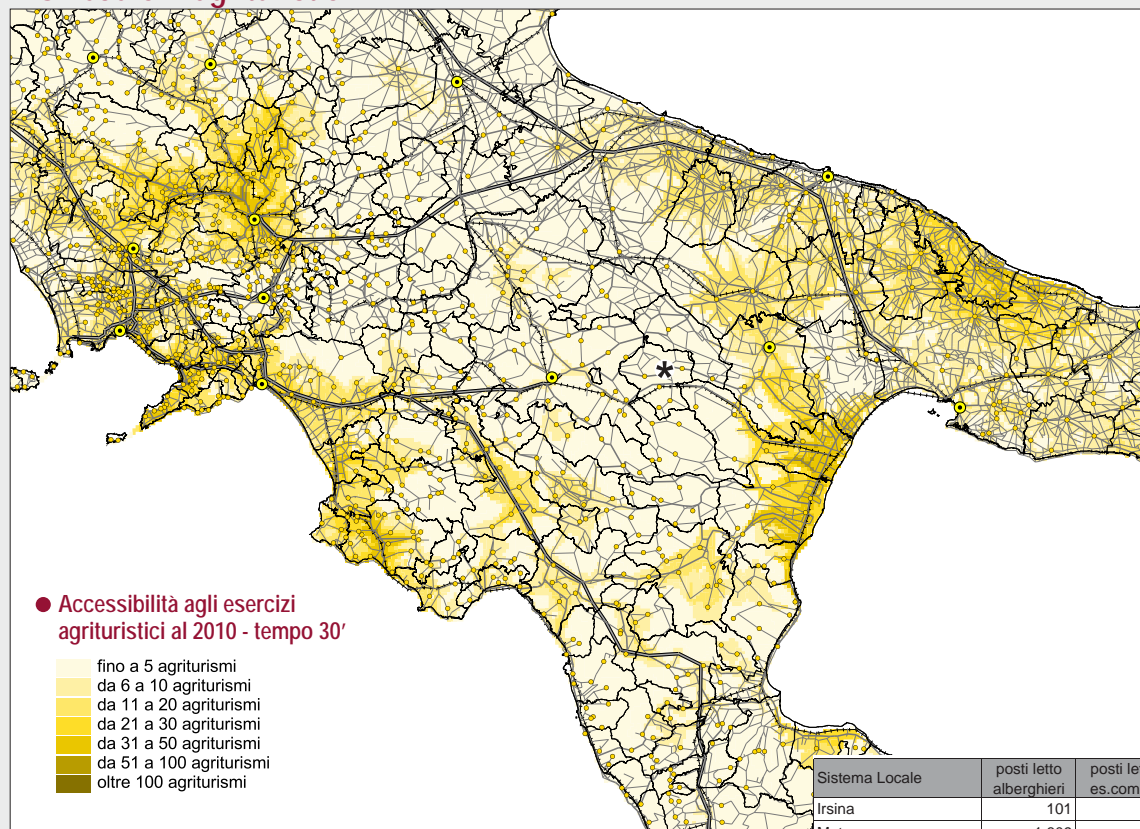 ● Accessibilità agli esercizi
agrituristici al 2010 - tempo 30'
fino a 5 agriturismi
da 6 a 10 agriturismi
da 11 a 20 agriturismi
da 21 a 30 agriturismi
da 31 a 50 agriturismi
da 51 a 100 agriturismi
oltre 100 agriturismi
*
Sistema Locale posti letto alberghieri
Irsina 101